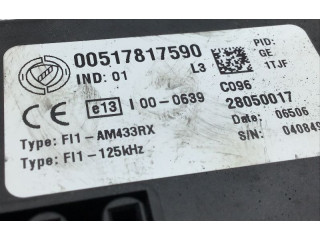 00517817590
PID:
GE
1TJF
IND: 01
L3
C096
28050017
CE e13 I 00-0639
Date: 06506
S/N: 040849
Type: FI1-AM433RX
Type: FI1-125kHz